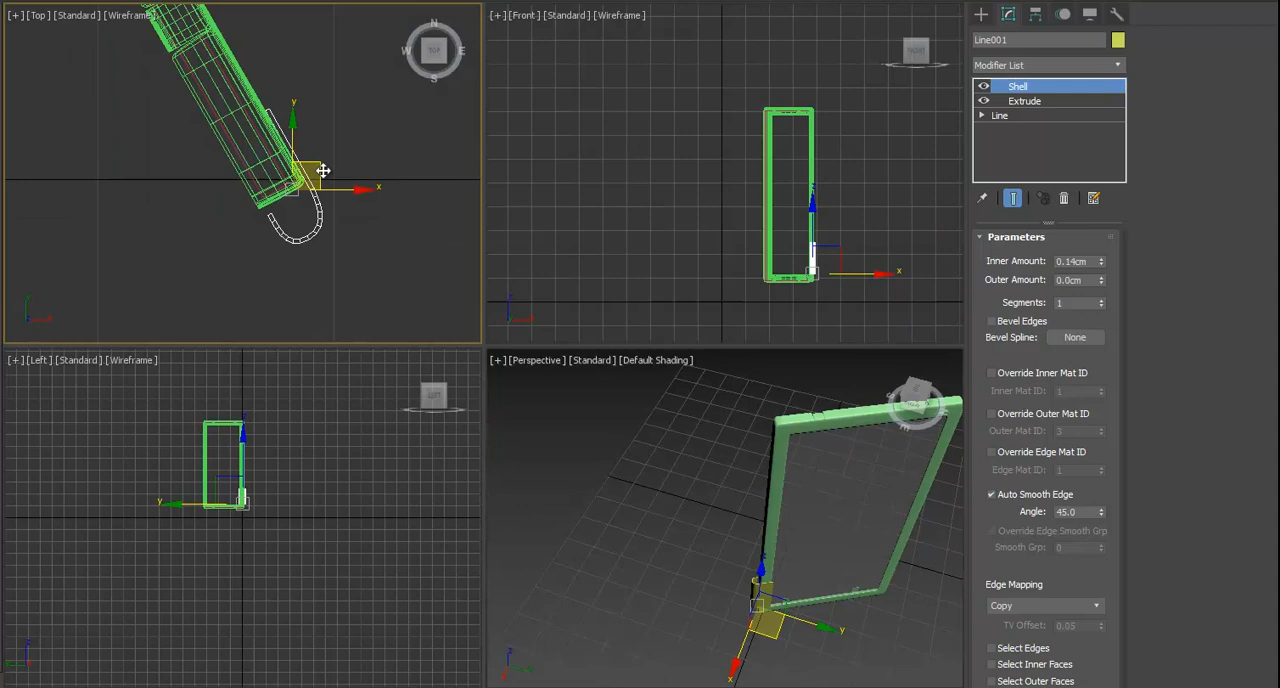 [+] [Top] [Standard] [Wireframe]
N
W TOP E
S
y
x
[+] [Front] [Standard] [Wireframe]
FRONT
z
x
[+] [Left] [Standard] [Wireframe]
LEFT
y
[+] [Perspective] [Standard] [Default Shading]
z
y
x
Line001
Modifier List
Shell
Extrude
Line
Parameters
Inner Amount: 0.14cm
Outer Amount: 0.0cm
Segments: 1
Bevel Edges
Bevel Spline: None
Override Inner Mat ID
Inner Mat ID: 1
Override Outer Mat ID
Outer Mat ID: 3
Override Edge Mat ID
Edge Mat ID: 1
Auto Smooth Edge
Angle: 45.0
Override Edge Smooth Grp
Smooth Grp: 0
Edge Mapping
Copy
TV Offset: 0.05
Select Edges
Select Inner Faces
Select Outer Faces